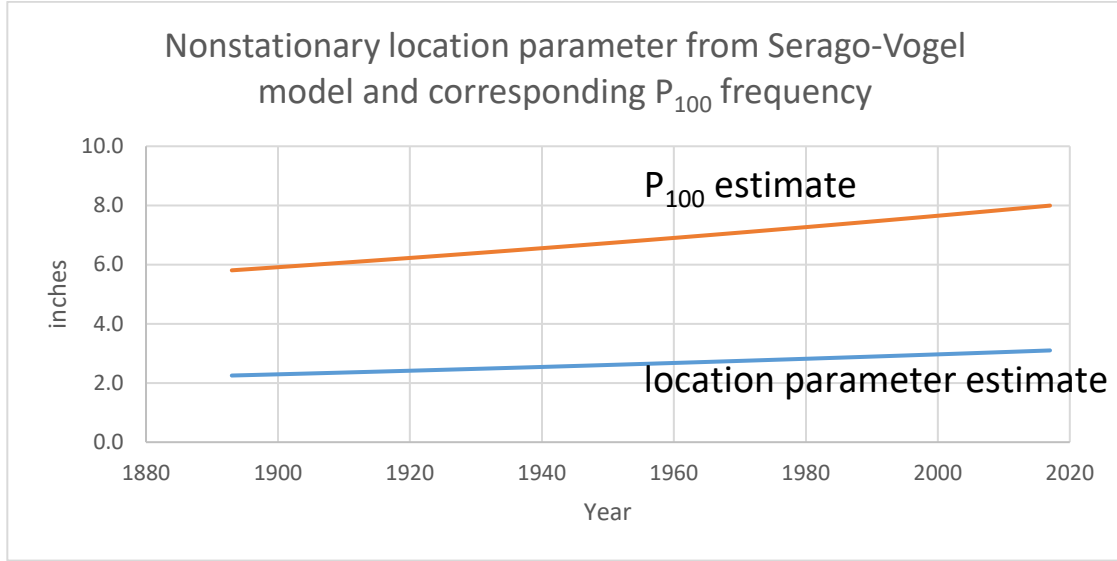 Nonstationary location parameter from Serago-Vogel
model and corresponding P₁₀₀ frequency
10.0
8.0
6.0
4.0
2.0
0.0
inches
P₁₀₀ estimate
location parameter estimate
1880 1900 1920 1940 1960 1980 2000 2020
Year